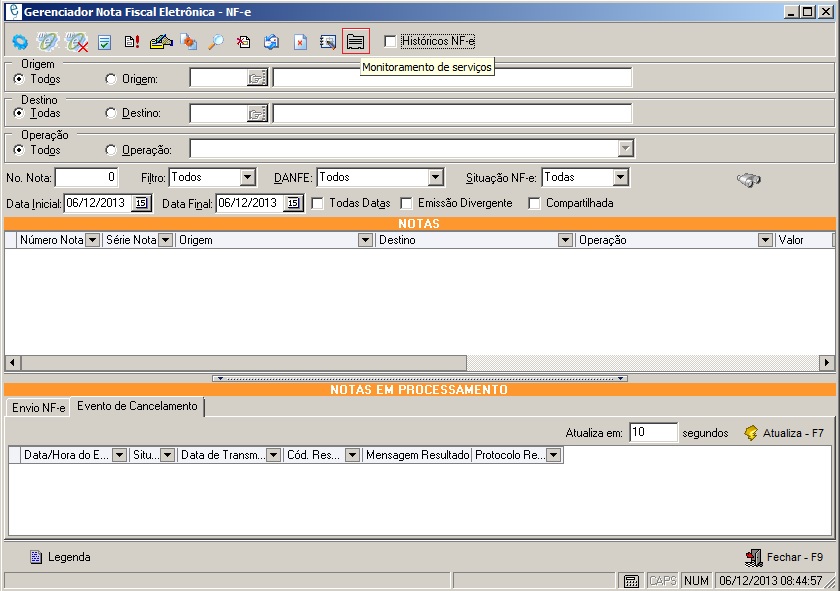 Gerenciador Nota Fiscal Eletrônica - NF-e
Históricos NF-e
Monitoramento de serviços
Origem
Todos Origem:
Destino
Todas Destino:
Operação
Todos Operação:
No. Nota: 0 Filtro: Todos DANFE: Todos Situação NF-e: Todas
Data Inicial: 06/12/2013 15 Data Final: 06/12/2013 15 Todas Datas Emissão Divergente Compartilhada
NOTAS
Número Nota Série Nota Origem Destino Operação Valor
NOTAS EM PROCESSAMENTO
Envio NF-e Evento de Cancelamento
Atualiza em: 10 segundos Atualiza - F7
Data/Hora do E... Situ... Data de Transm... Cód. Res... Mensagem Resultado Protocolo Re...
Legenda Fechar - F9
CAPS NUM 06/12/2013 08:44:57